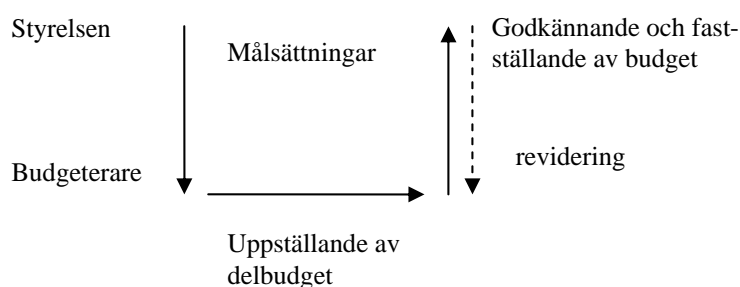 Styrelsen
Målsättningar
Godkännande och fast-
ställande av budget
Budgeterare
revidering
Uppställande av
delbudget